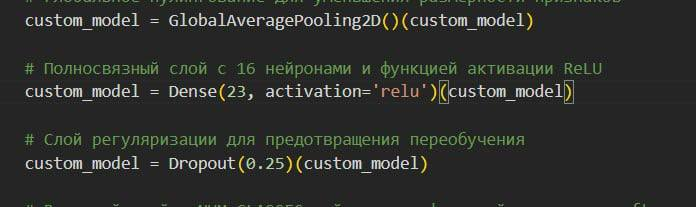 # Глобальное пулингование для уменьшения размерности признаков
custom_model = GlobalAveragePooling2D()(custom_model)
# Полносвязный слой с 16 нейронами и функцией активации ReLU
custom_model = Dense(23, activation='relu')(custom_model)
# Слой регуляризации для предотвращения переобучения
custom_model = Dropout(0.25)(custom_model)